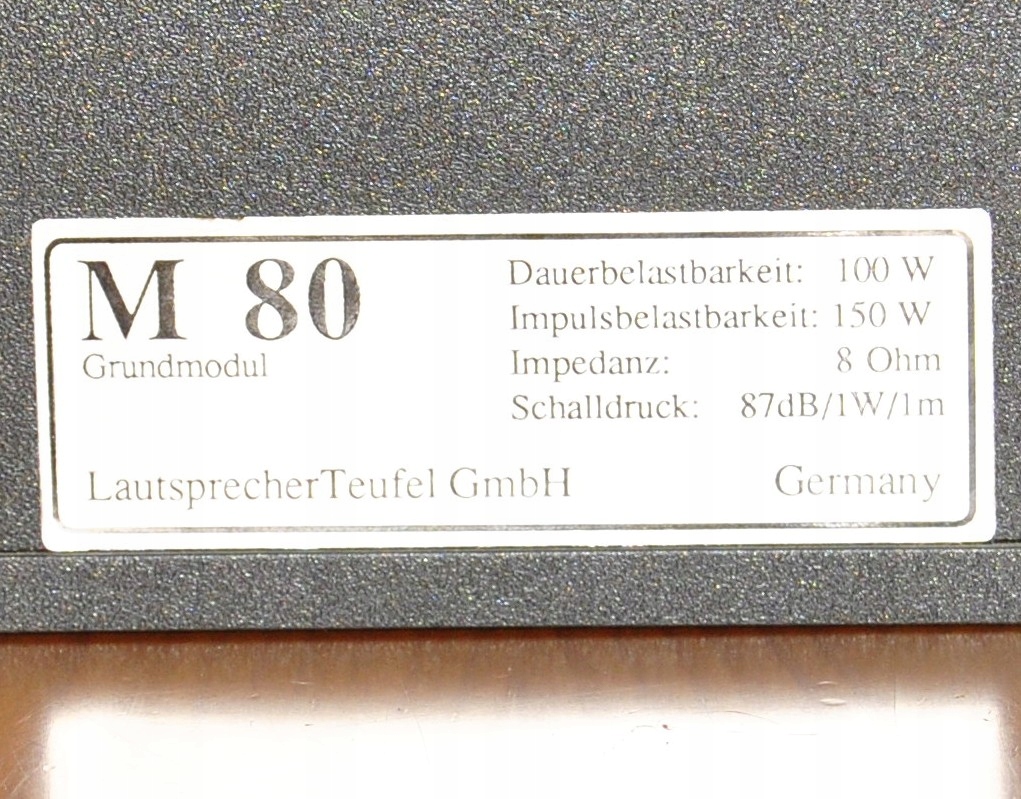 M 80
Grundmodul
Dauerbelastbarkeit: 100 W
Impulsbelastbarkeit: 150 W
Impedanz: 8 Ohm
Schalldruck: 87dB/1W/1m
LautsprecherTeufel GmbH Germany